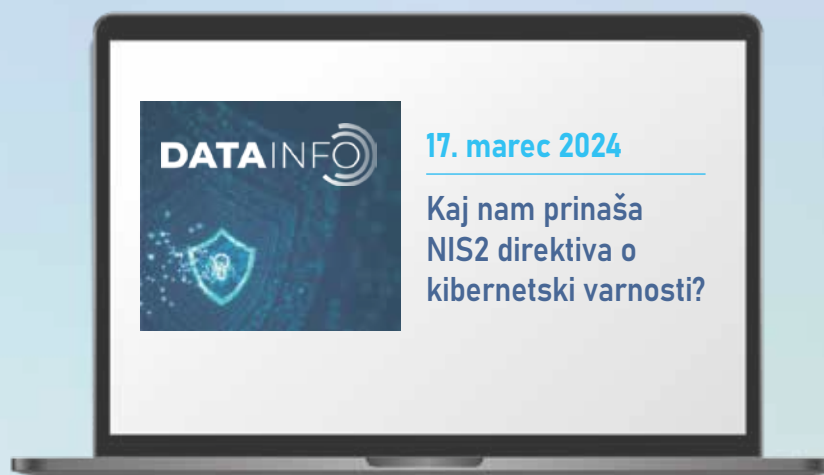 DATAINFO
17. marec 2024
Kaj nam prinaša
NIS2 direktiva o
kibernetski varnosti?